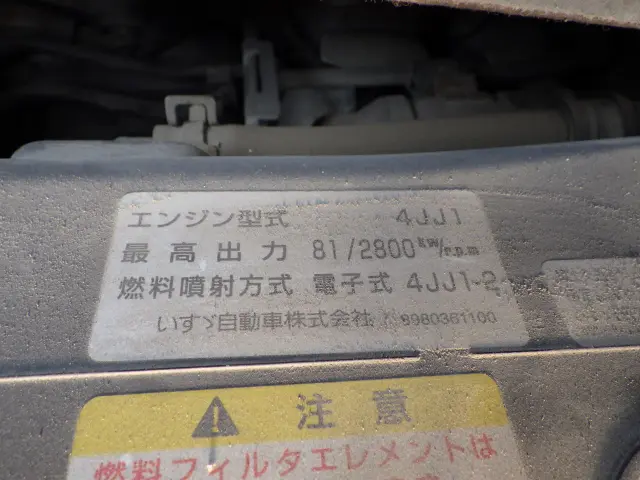 エンジン型式 4JJ1
最高出力 81/2800 kW/r.p.m
燃料噴射方式 電子式 4JJ1-2
いすゞ自動車株式会社 8980361100
注意
燃料フィルタエレメントは